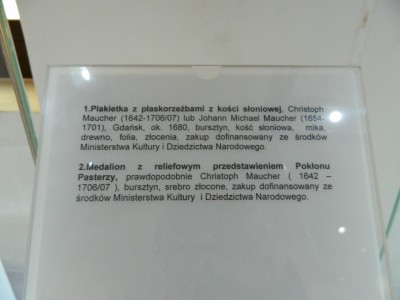 1.Plakietka z płaskorzeźbami z kości słoniowej, Christoph
Maucher (1642-1706/07) lub Johann Michael Maucher (1654-
1701), Gdańsk, ok. 1680, bursztyn, kość słoniowa, mika,
drewno, folia, złocenia, zakup dofinansowany ze środków
Ministerstwa Kultury i Dziedzictwa Narodowego.
2.Medalion z reliefowym przedstawieniem Pokłonu
Pasterzy, prawdopodobnie Christoph Maucher ( 1642 –
1706/07 ), bursztyn, srebro złocone, zakup dofinansowany ze
środków Ministerstwa Kultury i Dziedzictwa Narodowego.